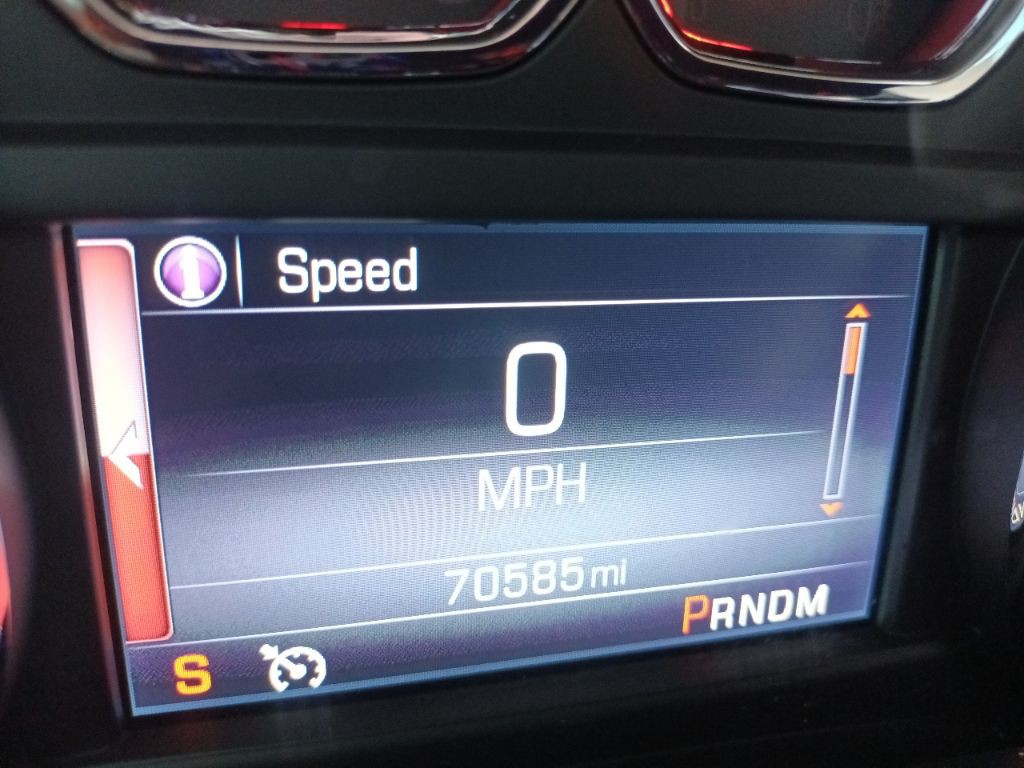 Speed
0
MPH
70585 mi
PRNDM
S